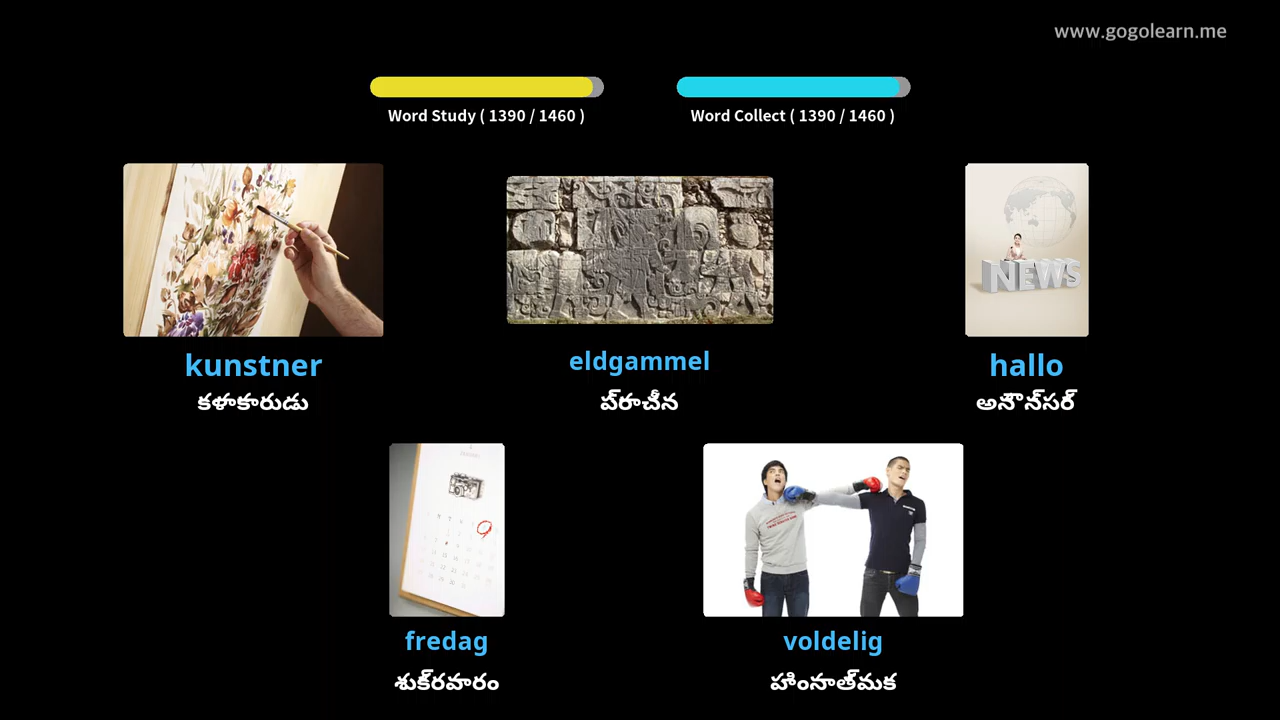 www.gogolearn.me
Word Study ( 1390 / 1460 )
Word Collect ( 1390 / 1460 )
NEWS
kunstner
eldgammel
hallo
కళాకారుడు
ప్రాచీన
అనౌన్సర్
fredag
voldelig
శుక్రవారం
హింసాత్మక